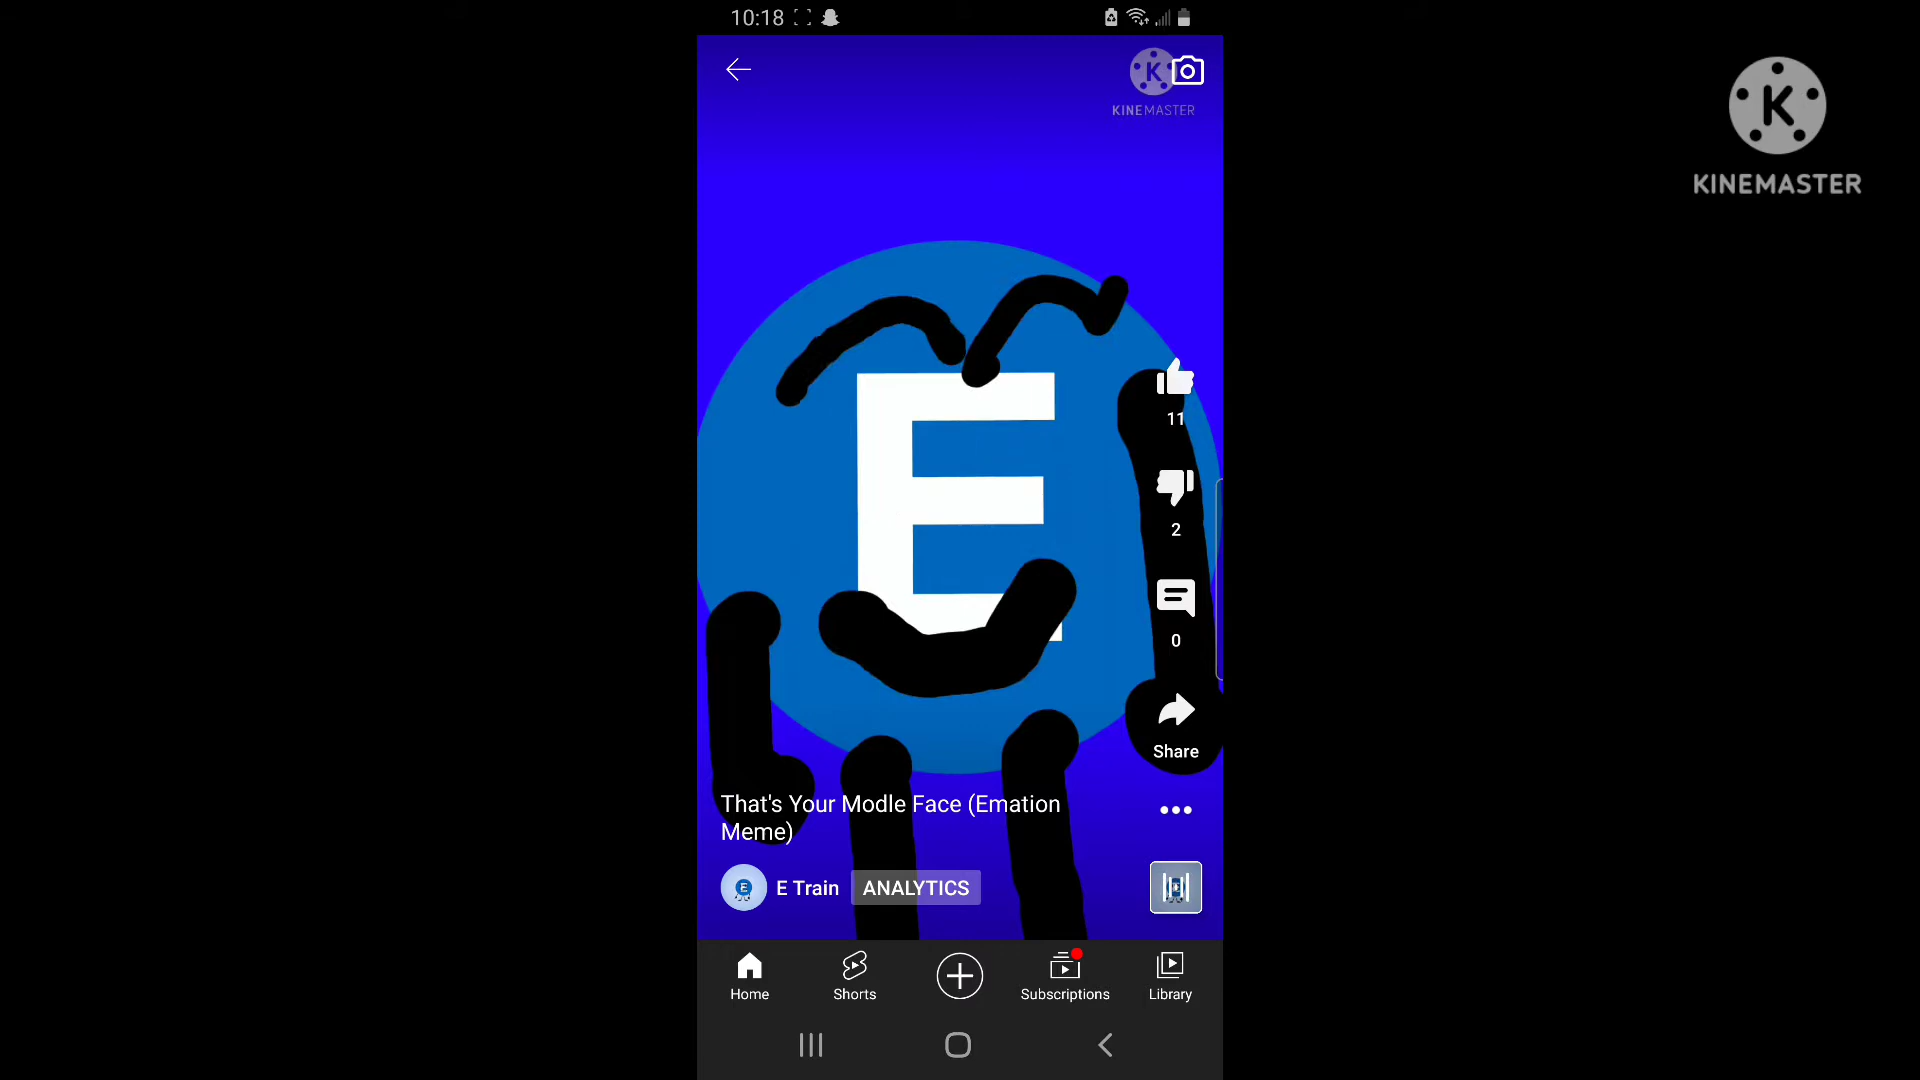 10:18
K
KINEMASTER
K
KINEMASTER
E
11
2
0
Share
That's Your Modle Face (Emation
Meme)
E
E Train
ANALYTICS
Home
Shorts
Subscriptions
Library